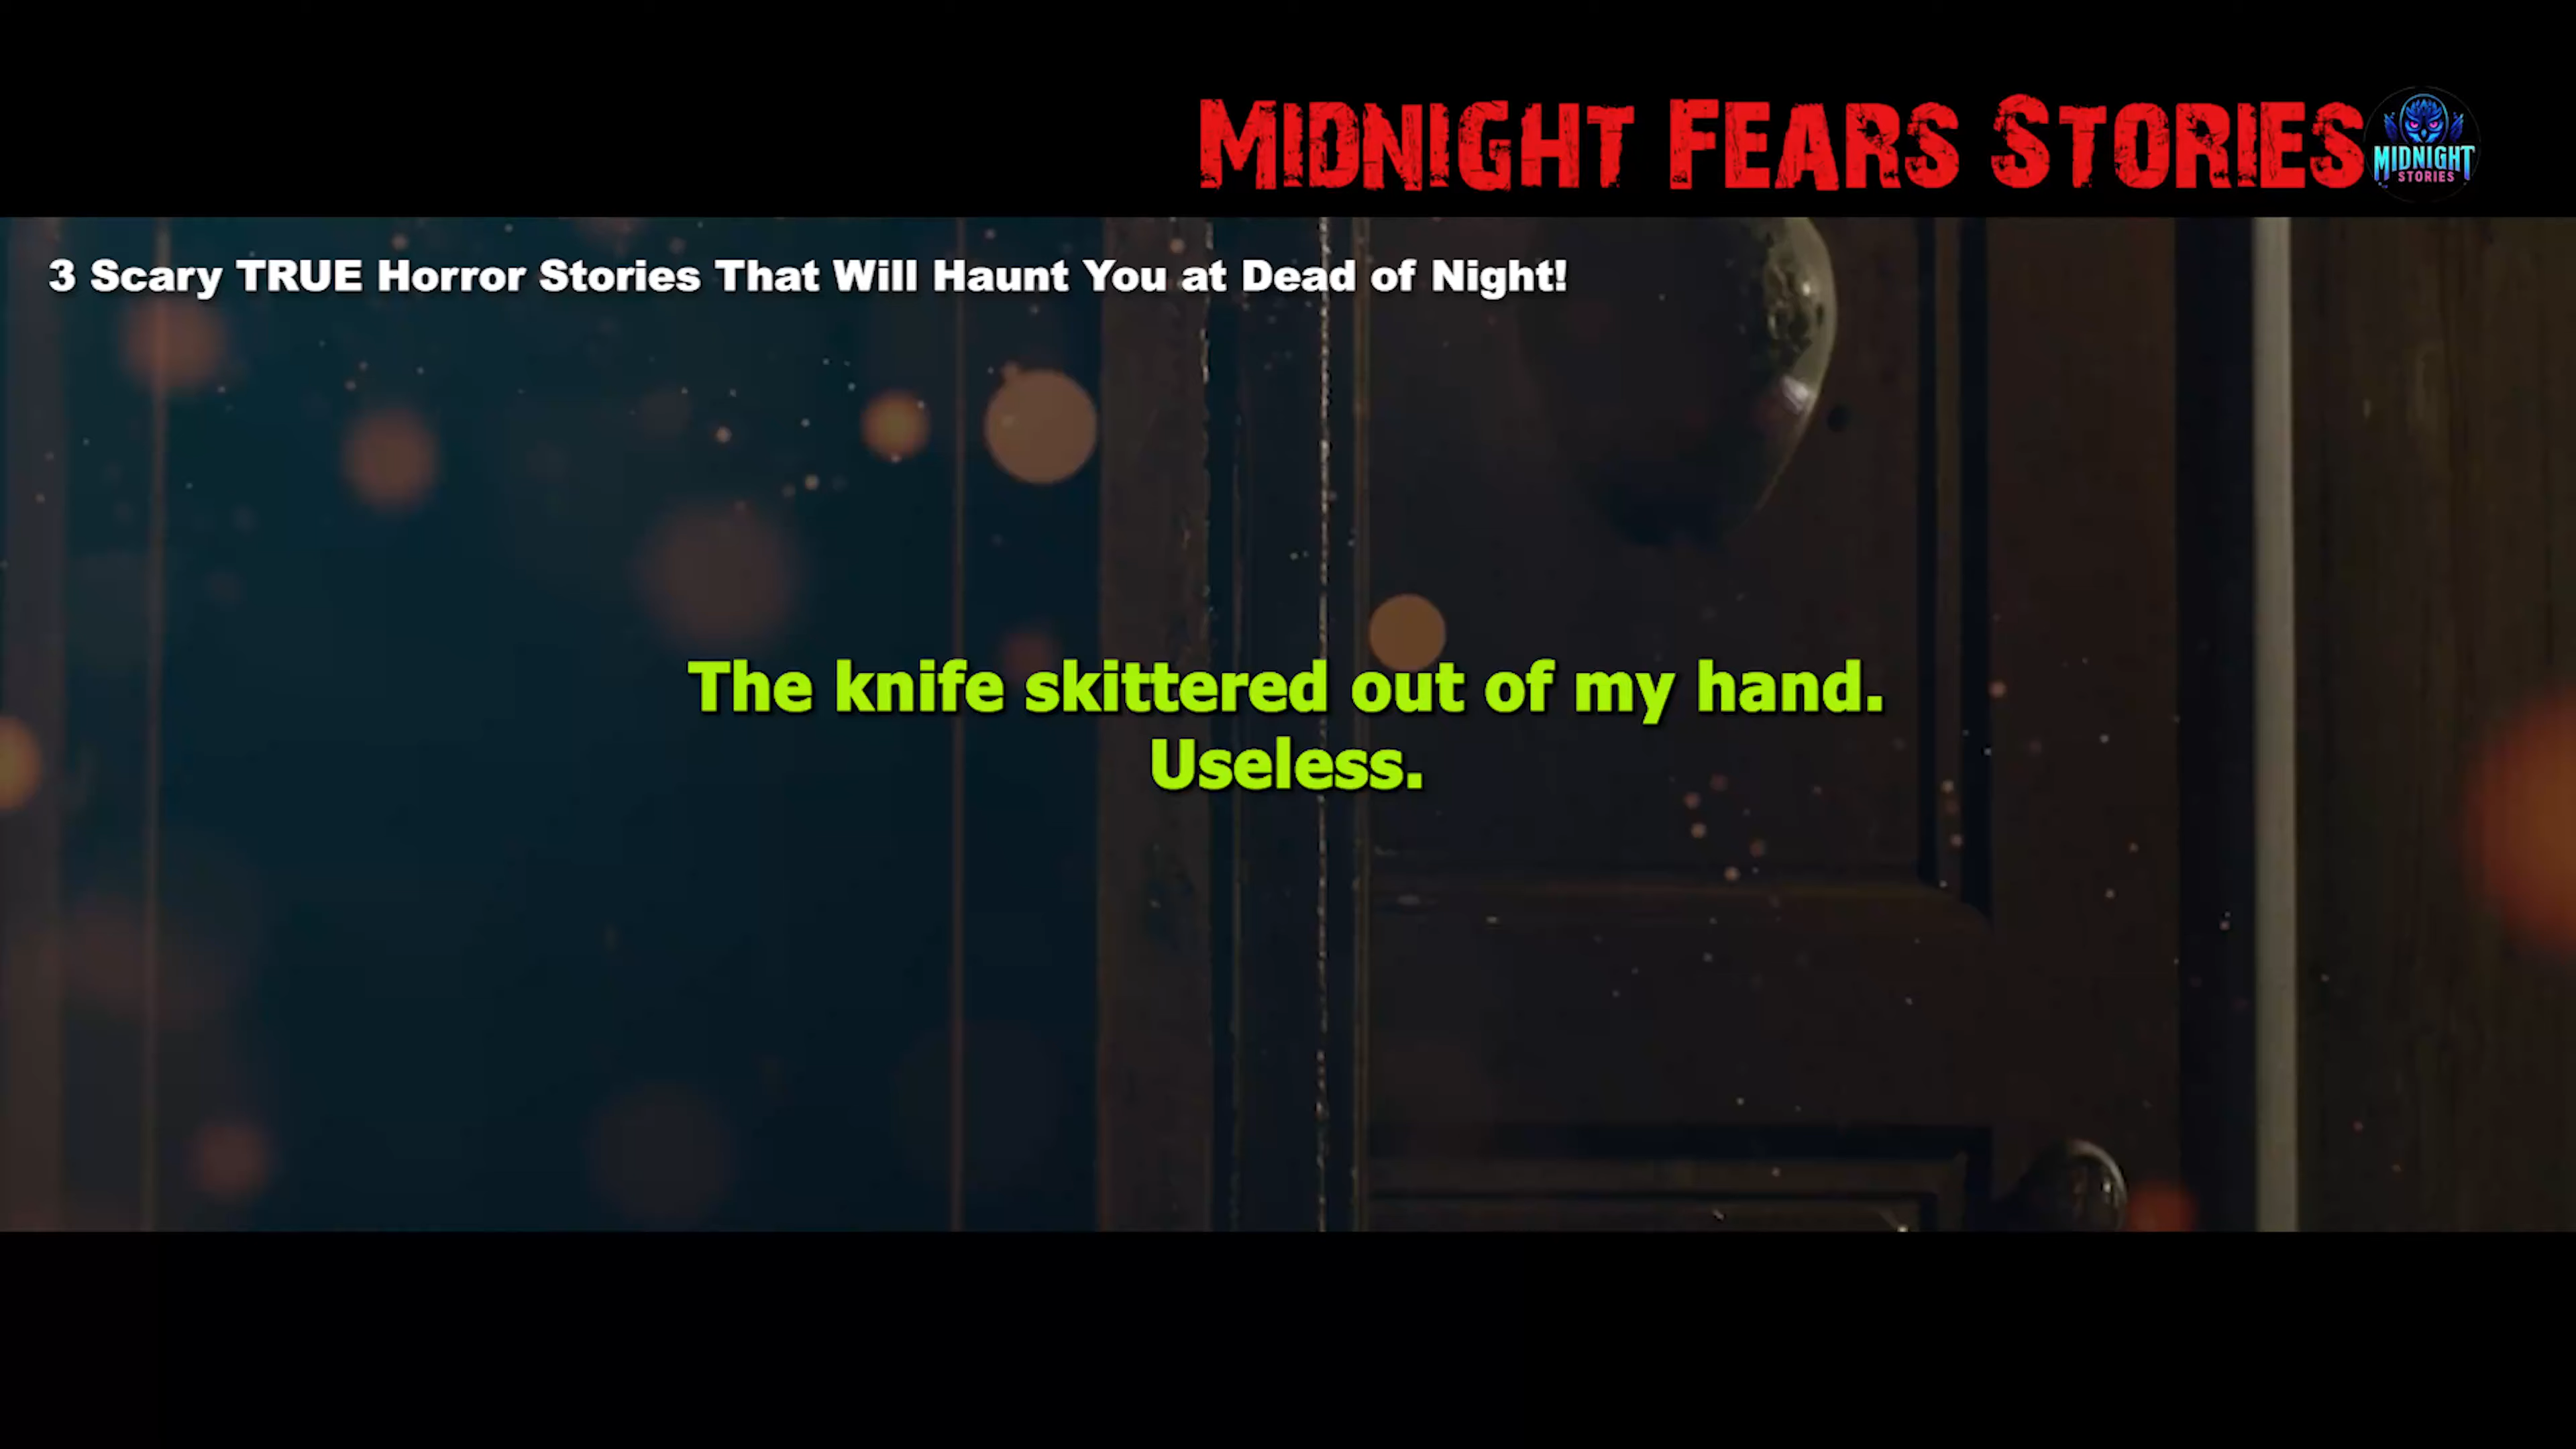 MIDNIGHT FEARS STORIES
MIDNIGHT
STORIES
3 Scary TRUE Horror Stories That Will Haunt You at Dead of Night!
The knife skittered out of my hand.
Useless.